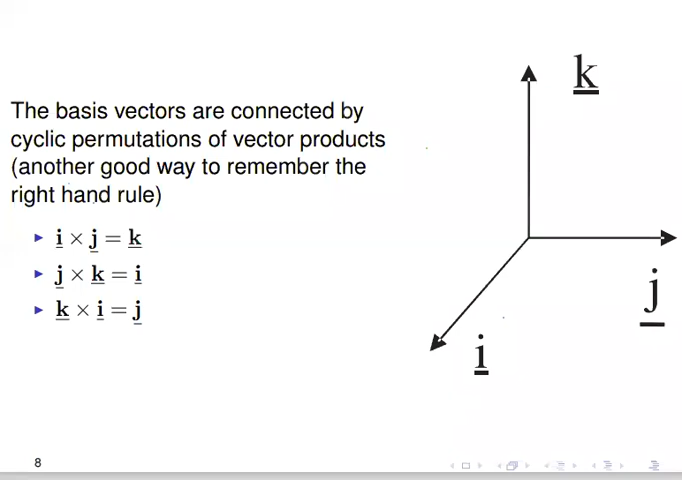 The basis vectors are connected by
cyclic permutations of vector products
(another good way to remember the
right hand rule)
▶ i × j = k
▶ j × k = i
▶ k × i = j
k
j
i
8